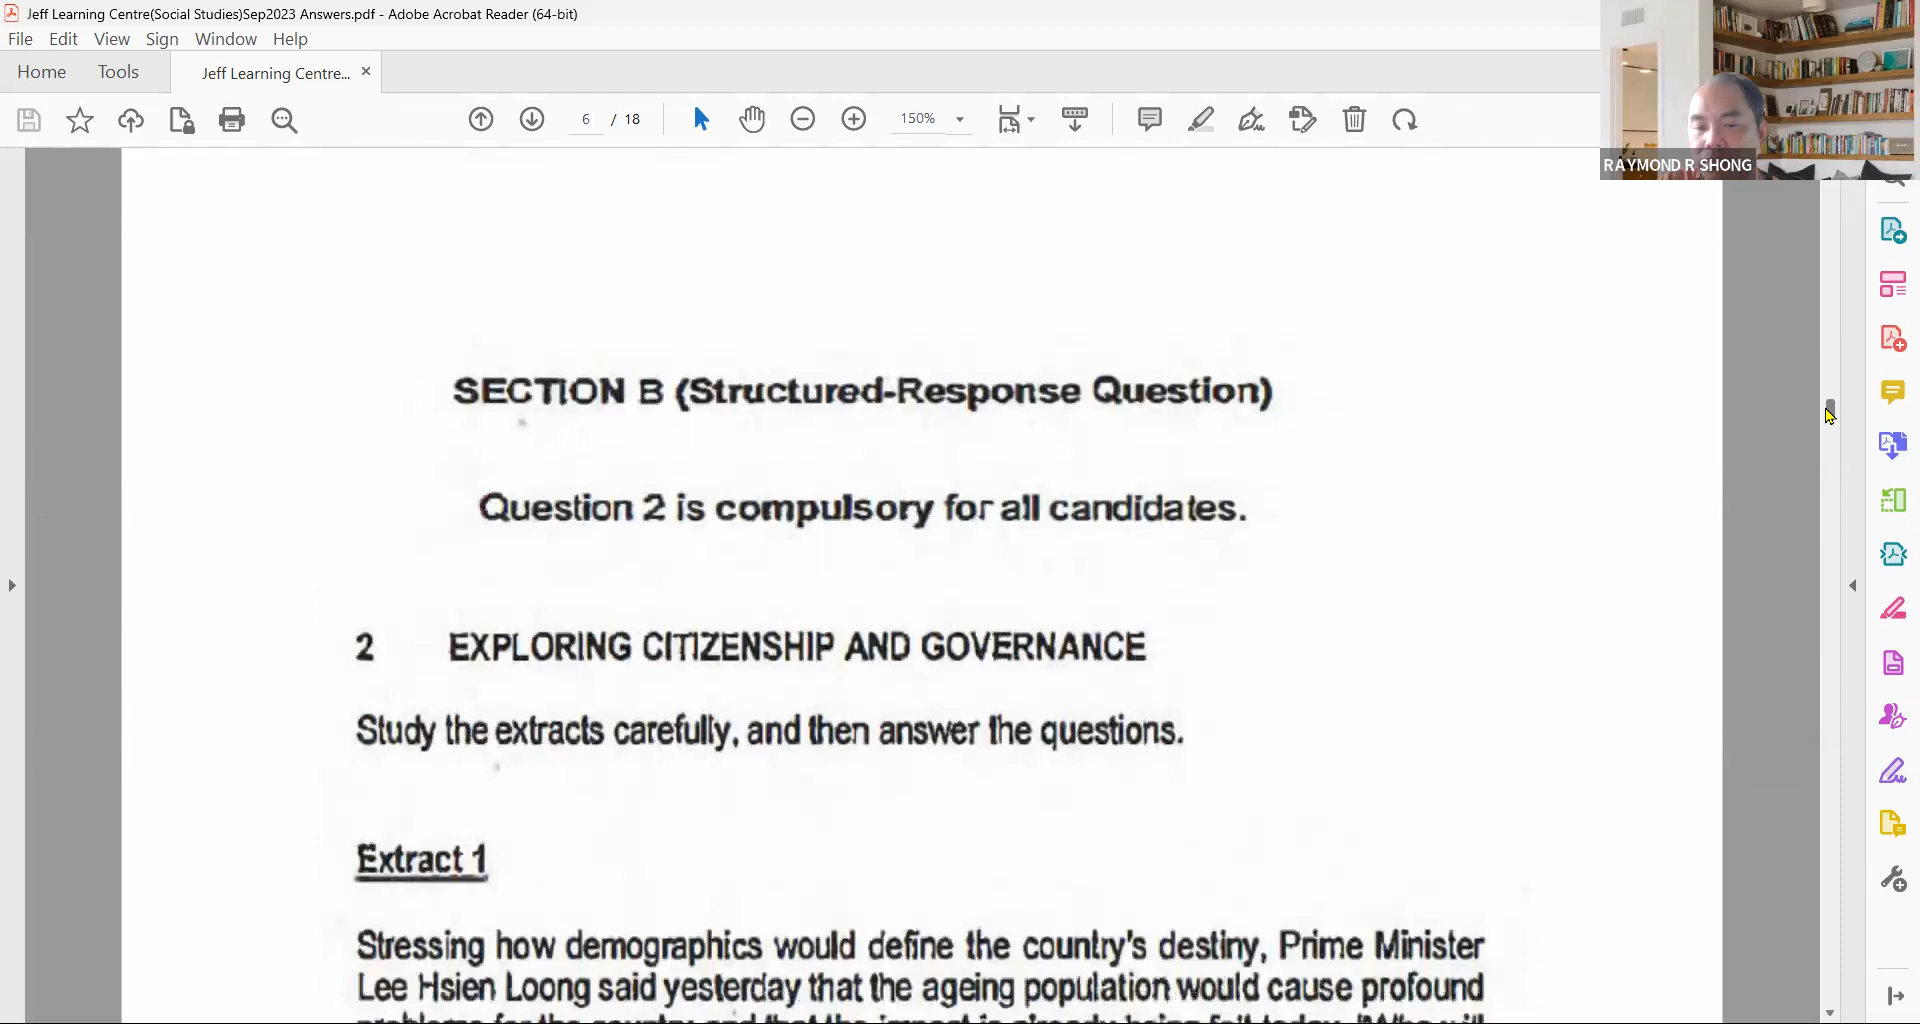 Jeff Learning Centre(Social Studies)Sep2023 Answers.pdf - Adobe Acrobat Reader (64-bit)
File Edit View Sign Window Help
Home Tools Jeff Learning Centre... ×
6 / 18 150%
RAYMOND R SHONG
SECTION B (Structured-Response Question)
Question 2 is compulsory for all candidates.
2 EXPLORING CITIZENSHIP AND GOVERNANCE
Study the extracts carefully, and then answer the questions.
Extract 1
Stressing how demographics would define the country's destiny, Prime Minister
Lee Hsien Loong said yesterday that the ageing population would cause profound